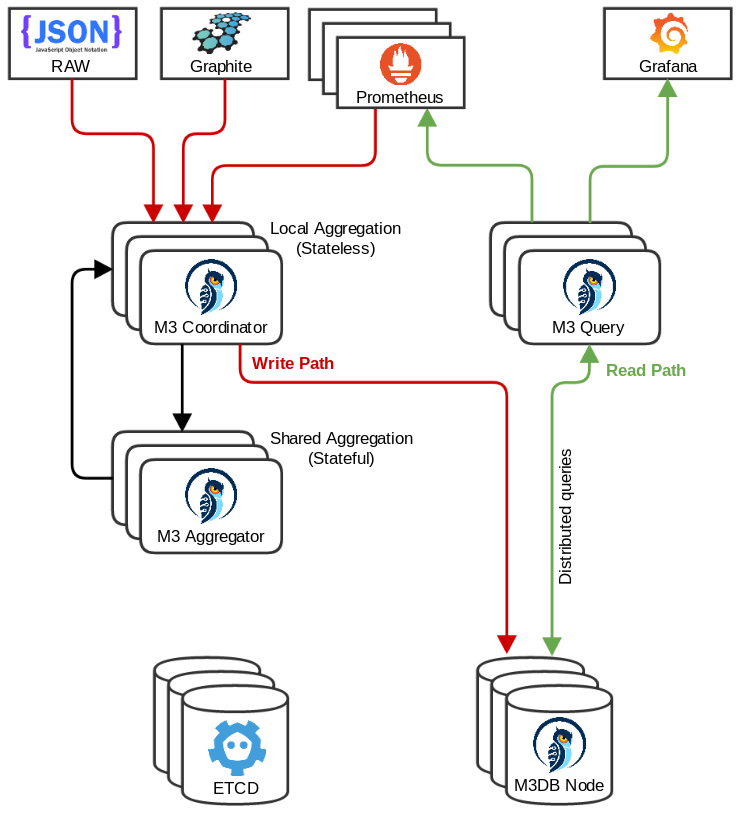 {JSON}
JavaScript Object Notation
RAW
Graphite
Prometheus
Grafana
Local Aggregation
(Stateless)
M3 Coordinator
M3 Query
Write Path
Read Path
Shared Aggregation
(Stateful)
M3 Aggregator
Distributed queries
ETCD
M3DB Node